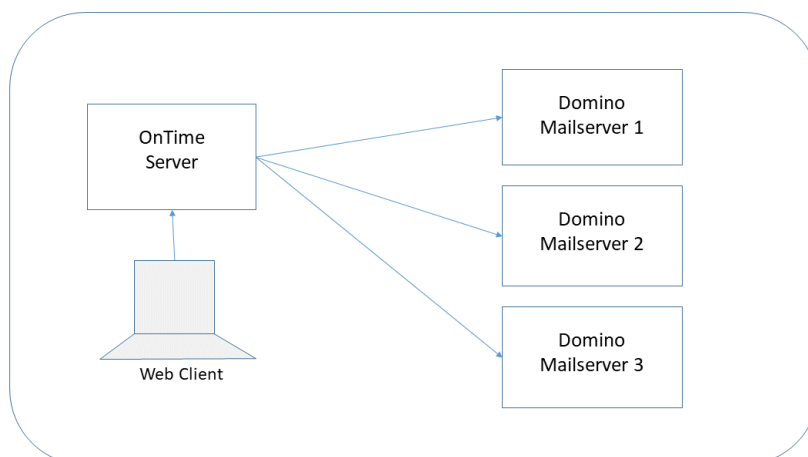 OnTime
Server
Web Client
Domino
Mailserver 1
Domino
Mailserver 2
Domino
Mailserver 3